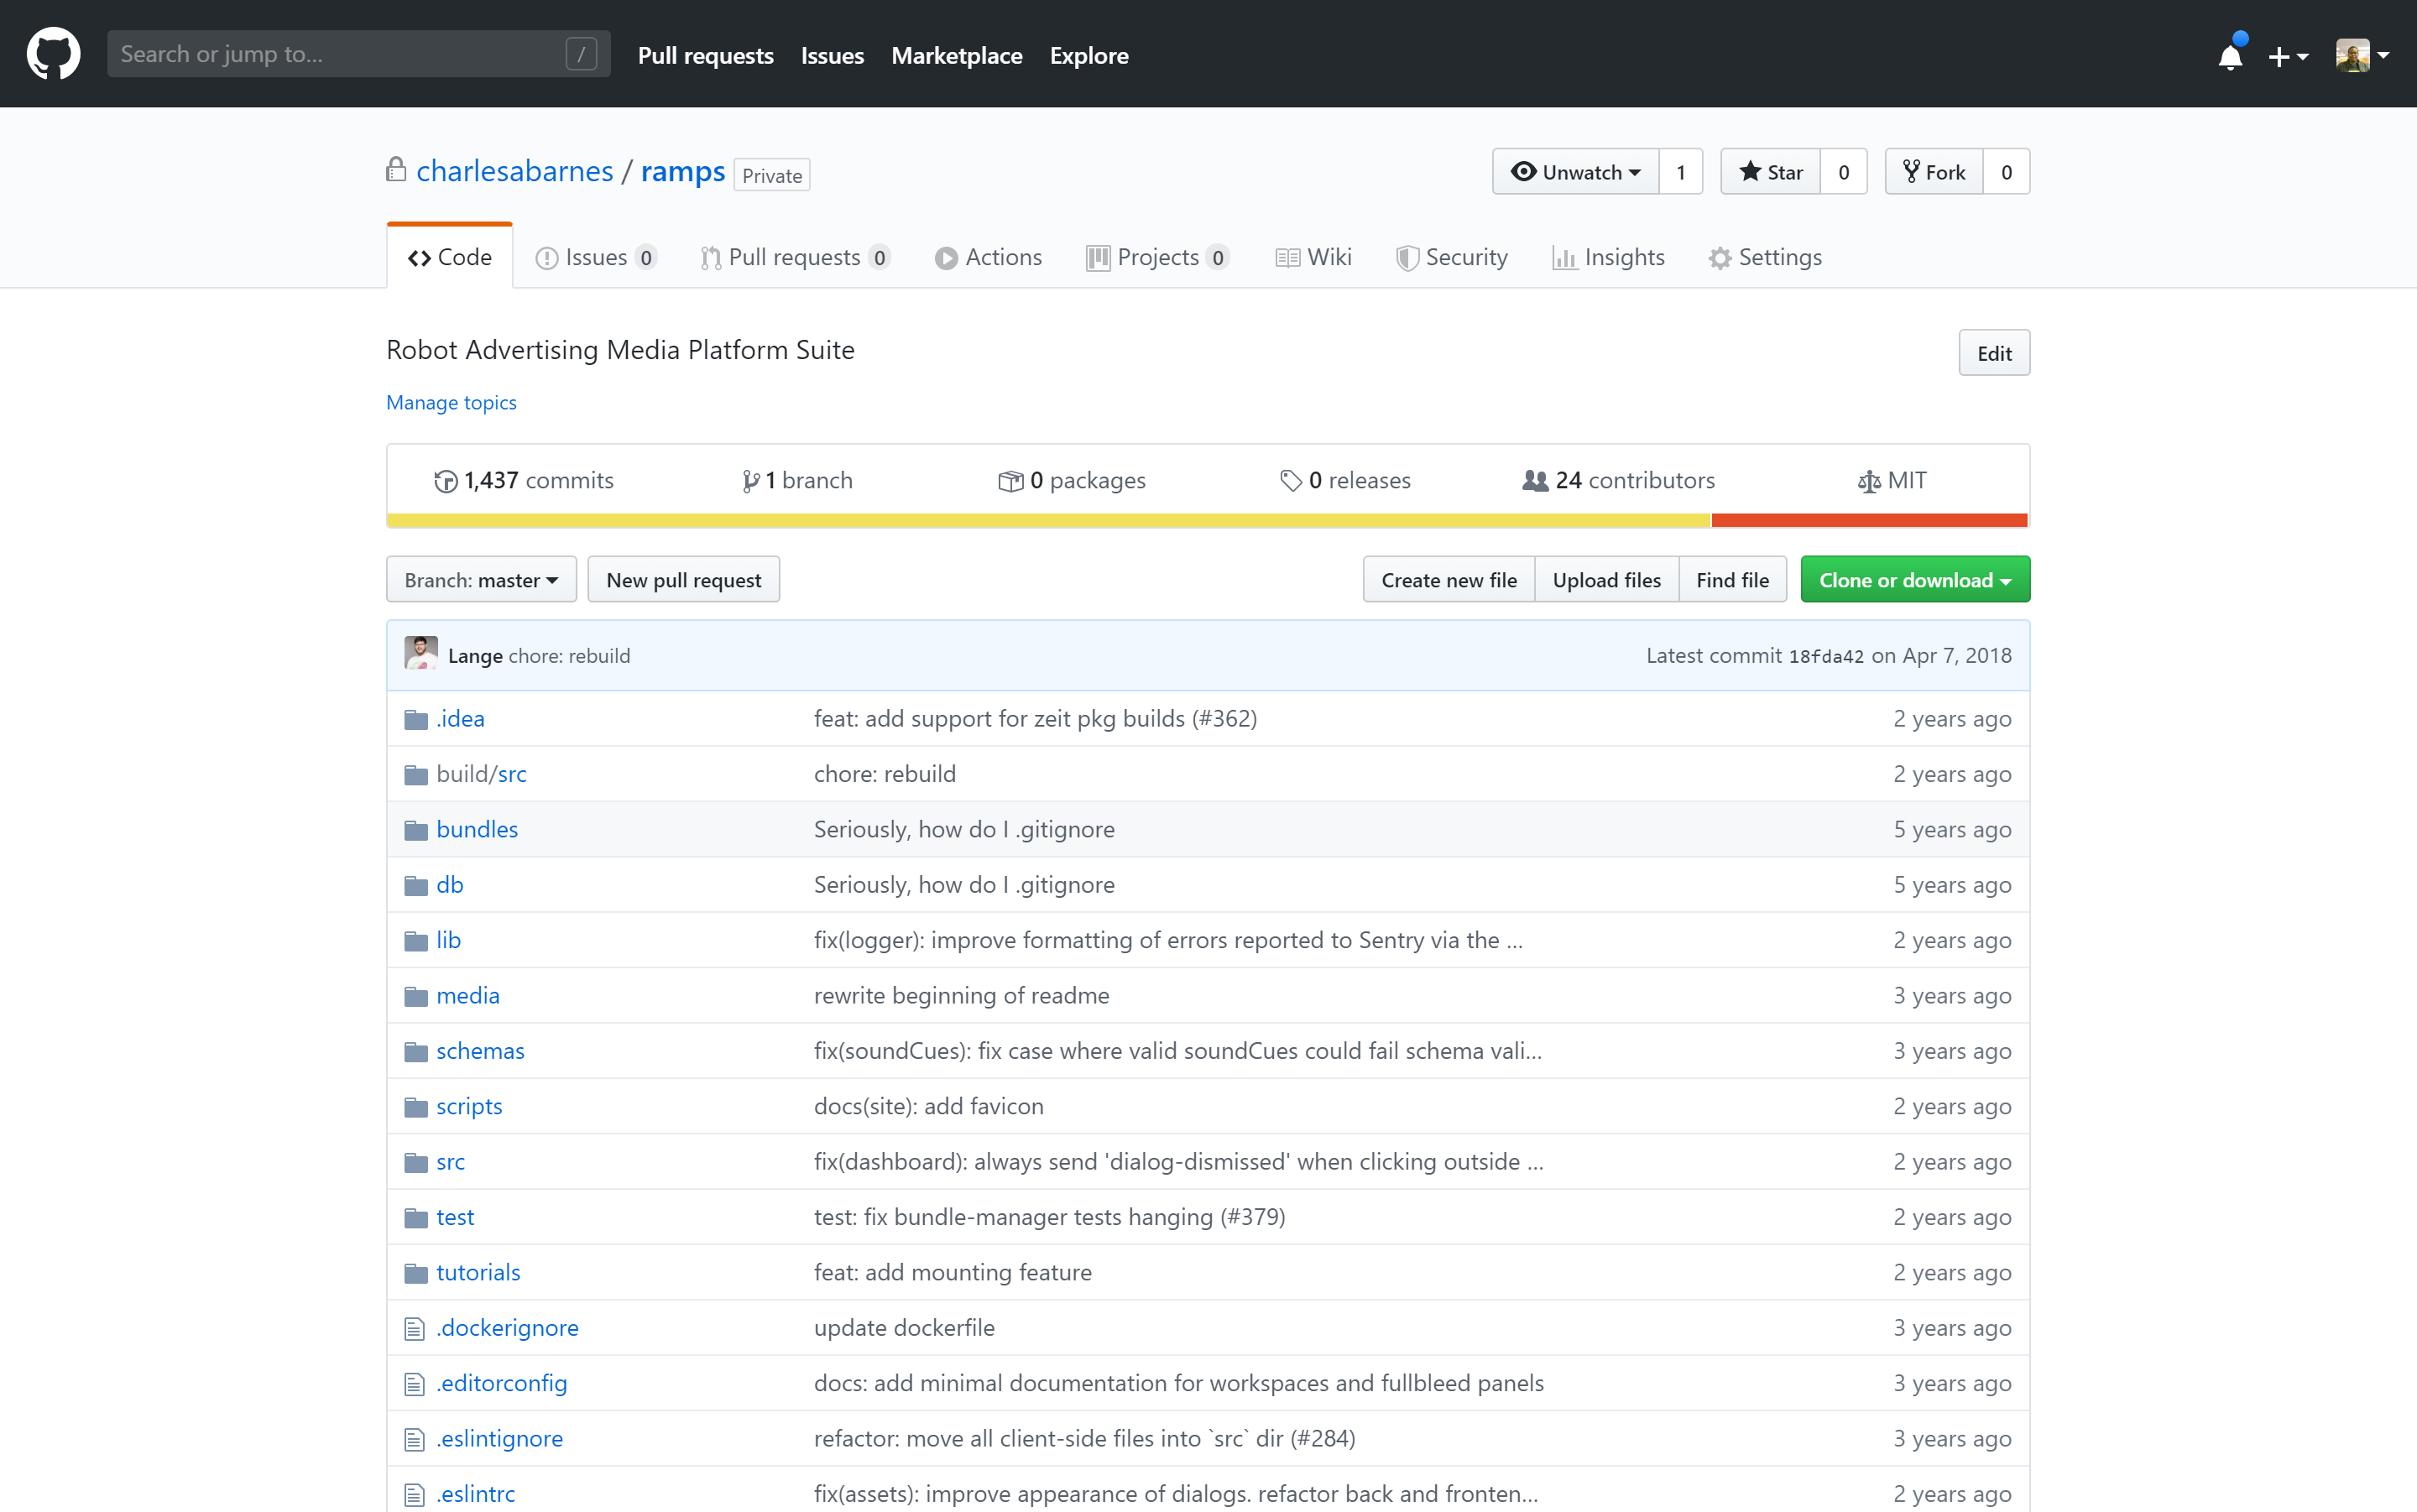 Search or jump to... /
Pull requests Issues Marketplace Explore
charlesabarnes / ramps Private
Unwatch 1 Star 0 Fork 0
Code Issues 0 Pull requests 0 Actions Projects 0 Wiki Security Insights Settings
Robot Advertising Media Platform Suite
Edit
Manage topics
1,437 commits 1 branch 0 packages 0 releases 24 contributors MIT
Branch: master New pull request Create new file Upload files Find file Clone or download
Lange chore: rebuild Latest commit 18fda42 on Apr 7, 2018
.idea feat: add support for zeit pkg builds (#362) 2 years ago
build/src chore: rebuild 2 years ago
bundles Seriously, how do I .gitignore 5 years ago
db Seriously, how do I .gitignore 5 years ago
lib fix(logger): improve formatting of errors reported to Sentry via the ... 2 years ago
media rewrite beginning of readme 3 years ago
schemas fix(soundCues): fix case where valid soundCues could fail schema vali... 3 years ago
scripts docs(site): add favicon 2 years ago
src fix(dashboard): always send 'dialog-dismissed' when clicking outside ... 2 years ago
test test: fix bundle-manager tests hanging (#379) 2 years ago
tutorials feat: add mounting feature 2 years ago
.dockerignore update dockerfile 3 years ago
.editorconfig docs: add minimal documentation for workspaces and fullbleed panels 3 years ago
.eslintignore refactor: move all client-side files into `src` dir (#284) 3 years ago
.eslintrc fix(assets): improve appearance of dialogs. refactor back and fronten... 2 years ago